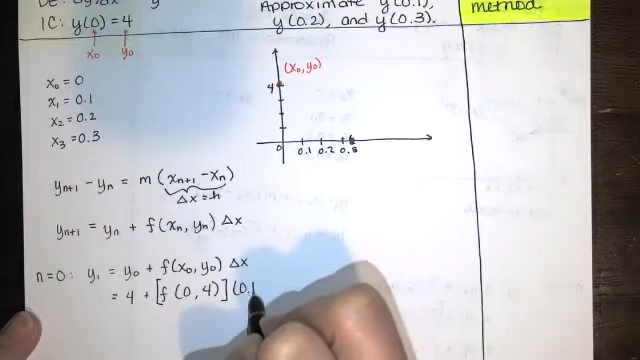 Approximate y(0.1),
IC: y(0) = 4
y(0.2), and y(0.3).
method
x₀ y₀
(x₀, y₀)
x₀ = 0
x₁ = 0.1
x₂ = 0.2
x₃ = 0.3
4
0 0.1 0.2 0.3
yₙ₊₁ - yₙ = m (xₙ₊₁ - xₙ)
Δx = h
yₙ₊₁ = yₙ + f(xₙ, yₙ) Δx
n=0: y₁ = y₀ + f(x₀, y₀) Δx
= 4 + [f (0, 4)] (0.1